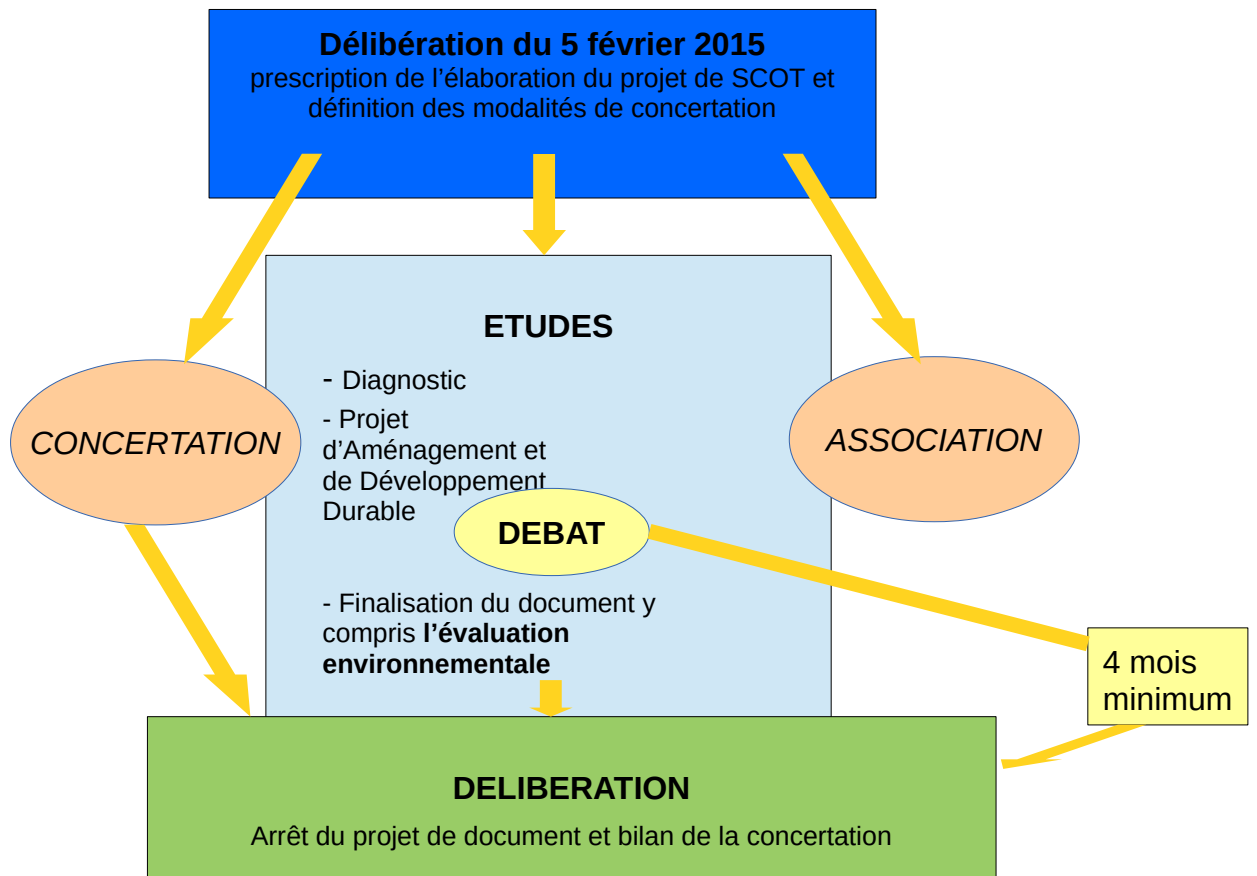 Délibération du 5 février 2015
prescription de l’élaboration du projet de SCOT et
définition des modalités de concertation
ETUDES
- Diagnostic
- Projet
d’Aménagement et
de Développement
Durable
CONCERTATION
ASSOCIATION
DEBAT
- Finalisation du document y
compris l’évaluation
environnementale
4 mois
minimum
DELIBERATION
Arrêt du projet de document et bilan de la concertation